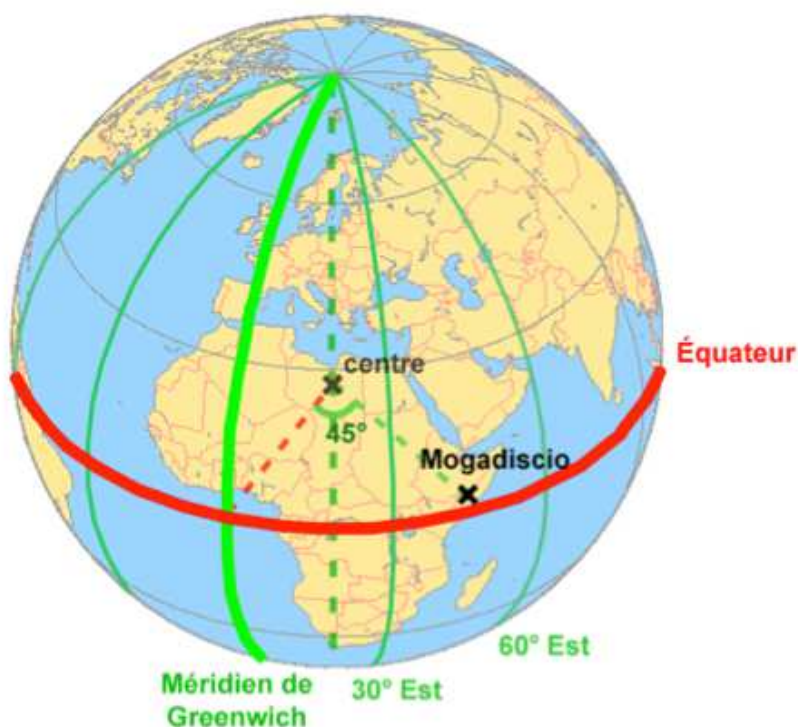 Équateur
centre
45°
Mogadiscio
60° Est
Méridien de
Greenwich
30° Est